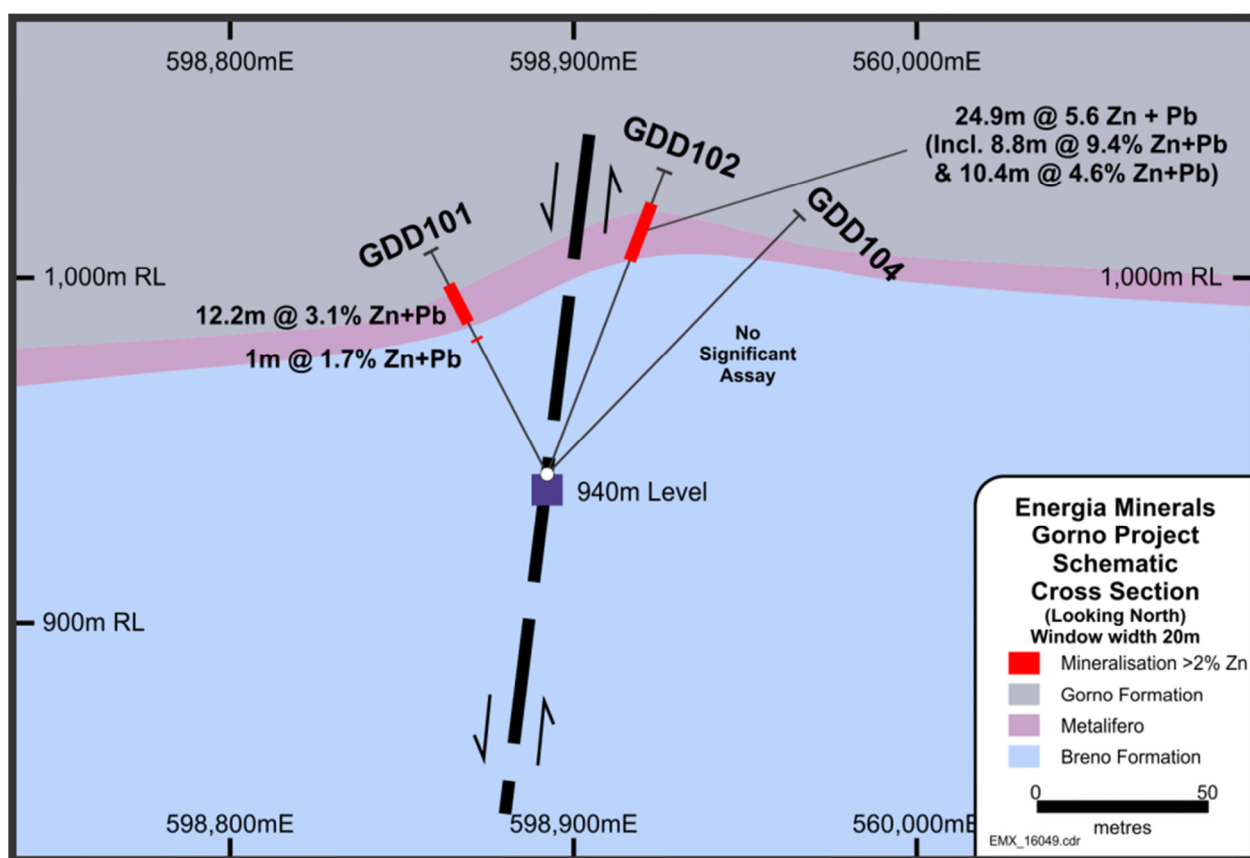 598,800mE
598,900mE
560,000mE
24.9m @ 5.6 Zn + Pb
(Incl. 8.8m @ 9.4% Zn+Pb
& 10.4m @ 4.6% Zn+Pb)
GDD102
GDD101
GDD104
1,000m RL
1,000m RL
12.2m @ 3.1% Zn+Pb
1m @ 1.7% Zn+Pb
No
Significant
Assay
940m Level
900m RL
Energia Minerals
Gorno Project
Schematic
Cross Section
(Looking North)
Window width 20m
Mineralisation >2% Zn
Gorno Formation
Metalifero
Breno Formation
0
50
metres
EMX_16049.cdr
598,800mE
598,900mE
560,000mE